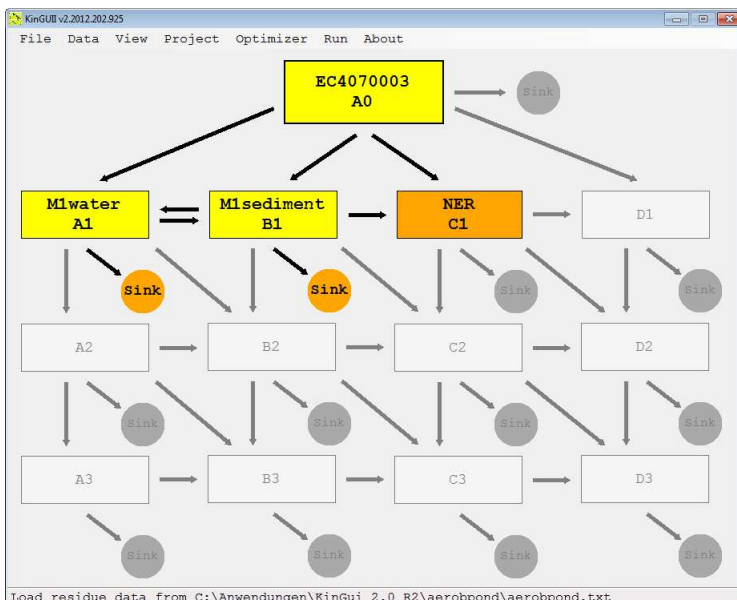 KinGUII v2.2012.202.925
File Data View Project Optimizer Run About
EC4070003
A0
Sink
M1water
A1
M1sediment
B1
NER
C1
D1
Sink
Sink
Sink
Sink
A2
B2
C2
D2
Sink
Sink
Sink
Sink
A3
B3
C3
D3
Sink
Sink
Sink
Sink
Load residue data from C:\Anwendungen\KinGui 2.0 R2\aerobpond\aerobpond.txt